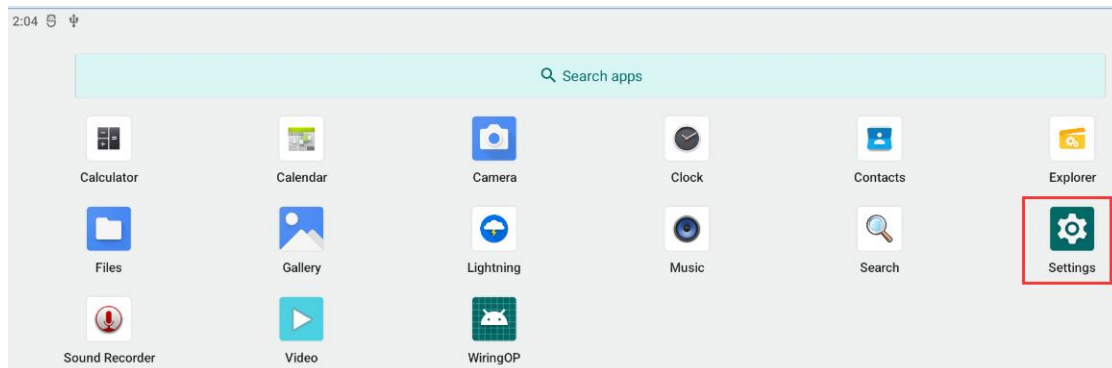 2:04
Search apps
Calculator Calendar Camera Clock Contacts Explorer
Files Gallery Lightning Music Search Settings
Sound Recorder Video WiringOP